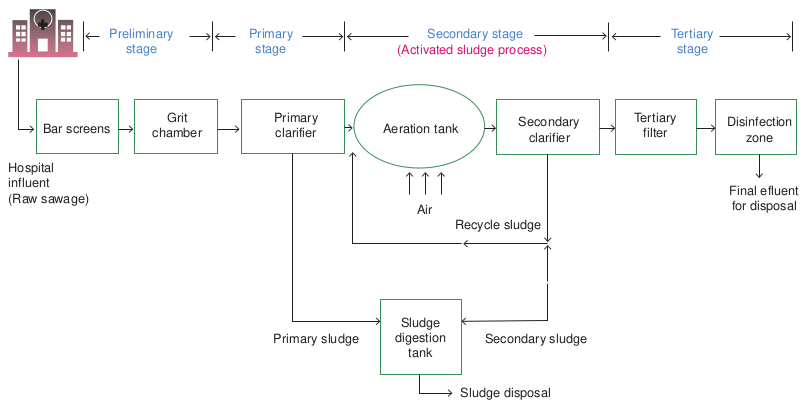 Preliminary
stage
Primary
stage
Secondary stage
(Activated sludge process)
Tertiary
stage
Bar screens
Grit
chamber
Primary
clarifier
Aeration tank
Secondary
clarifier
Tertiary
filter
Disinfection
zone
Hospital
influent
(Raw sawage)
Air
Final efluent
for disposal
Recycle sludge
Primary sludge
Sludge
digestion
tank
Secondary sludge
Sludge disposal